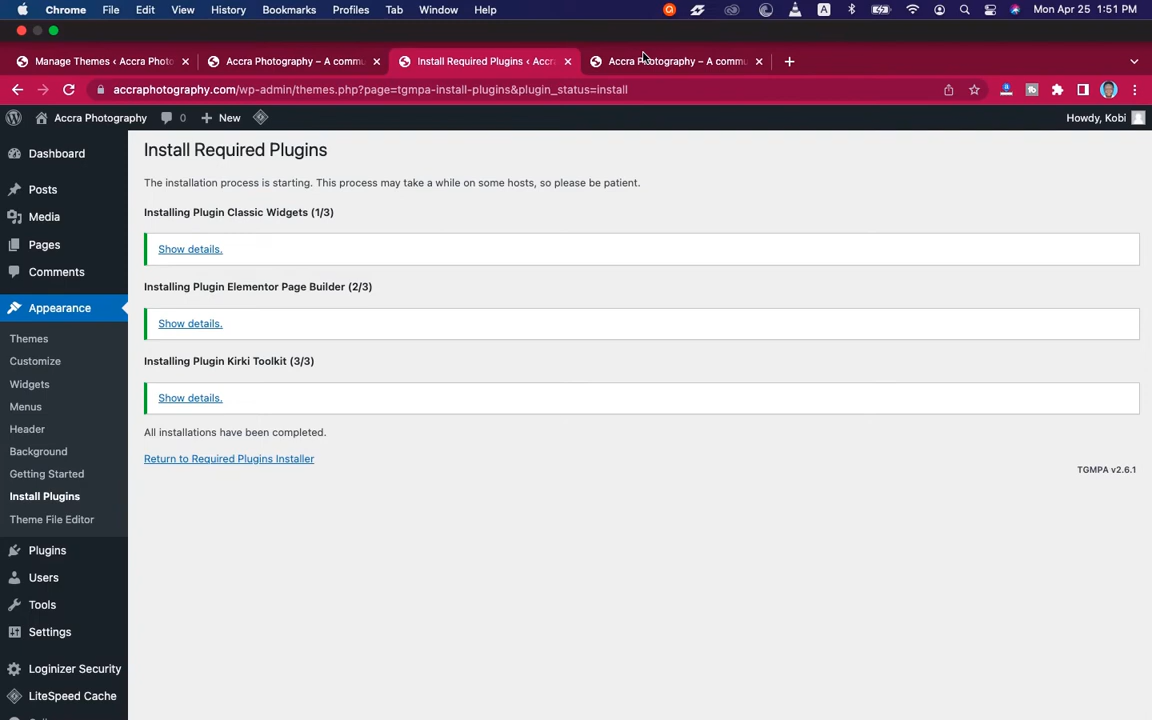 Chrome File Edit View History Bookmarks Profiles Tab Window Help A Mon Apr 25 1:51 PM
Manage Themes ‹ Accra Photo Accra Photography – A commu Install Required Plugins ‹ Accra Accra Photography – A commu
accraphotography.com/wp-admin/themes.php?page=tgmpa-install-plugins&plugin_status=install
Accra Photography 0 New Howdy, Kobi
Dashboard
Posts
Media
Pages
Comments
Appearance
Themes
Customize
Widgets
Menus
Header
Background
Getting Started
Install Plugins
Theme File Editor
Plugins
Users
Tools
Settings
Loginizer Security
LiteSpeed Cache
Install Required Plugins
The installation process is starting. This process may take a while on some hosts, so please be patient.
Installing Plugin Classic Widgets (1/3)
Show details.
Installing Plugin Elementor Page Builder (2/3)
Show details.
Installing Plugin Kirki Toolkit (3/3)
Show details.
All installations have been completed.
Return to Required Plugins Installer
TGMPA v2.6.1